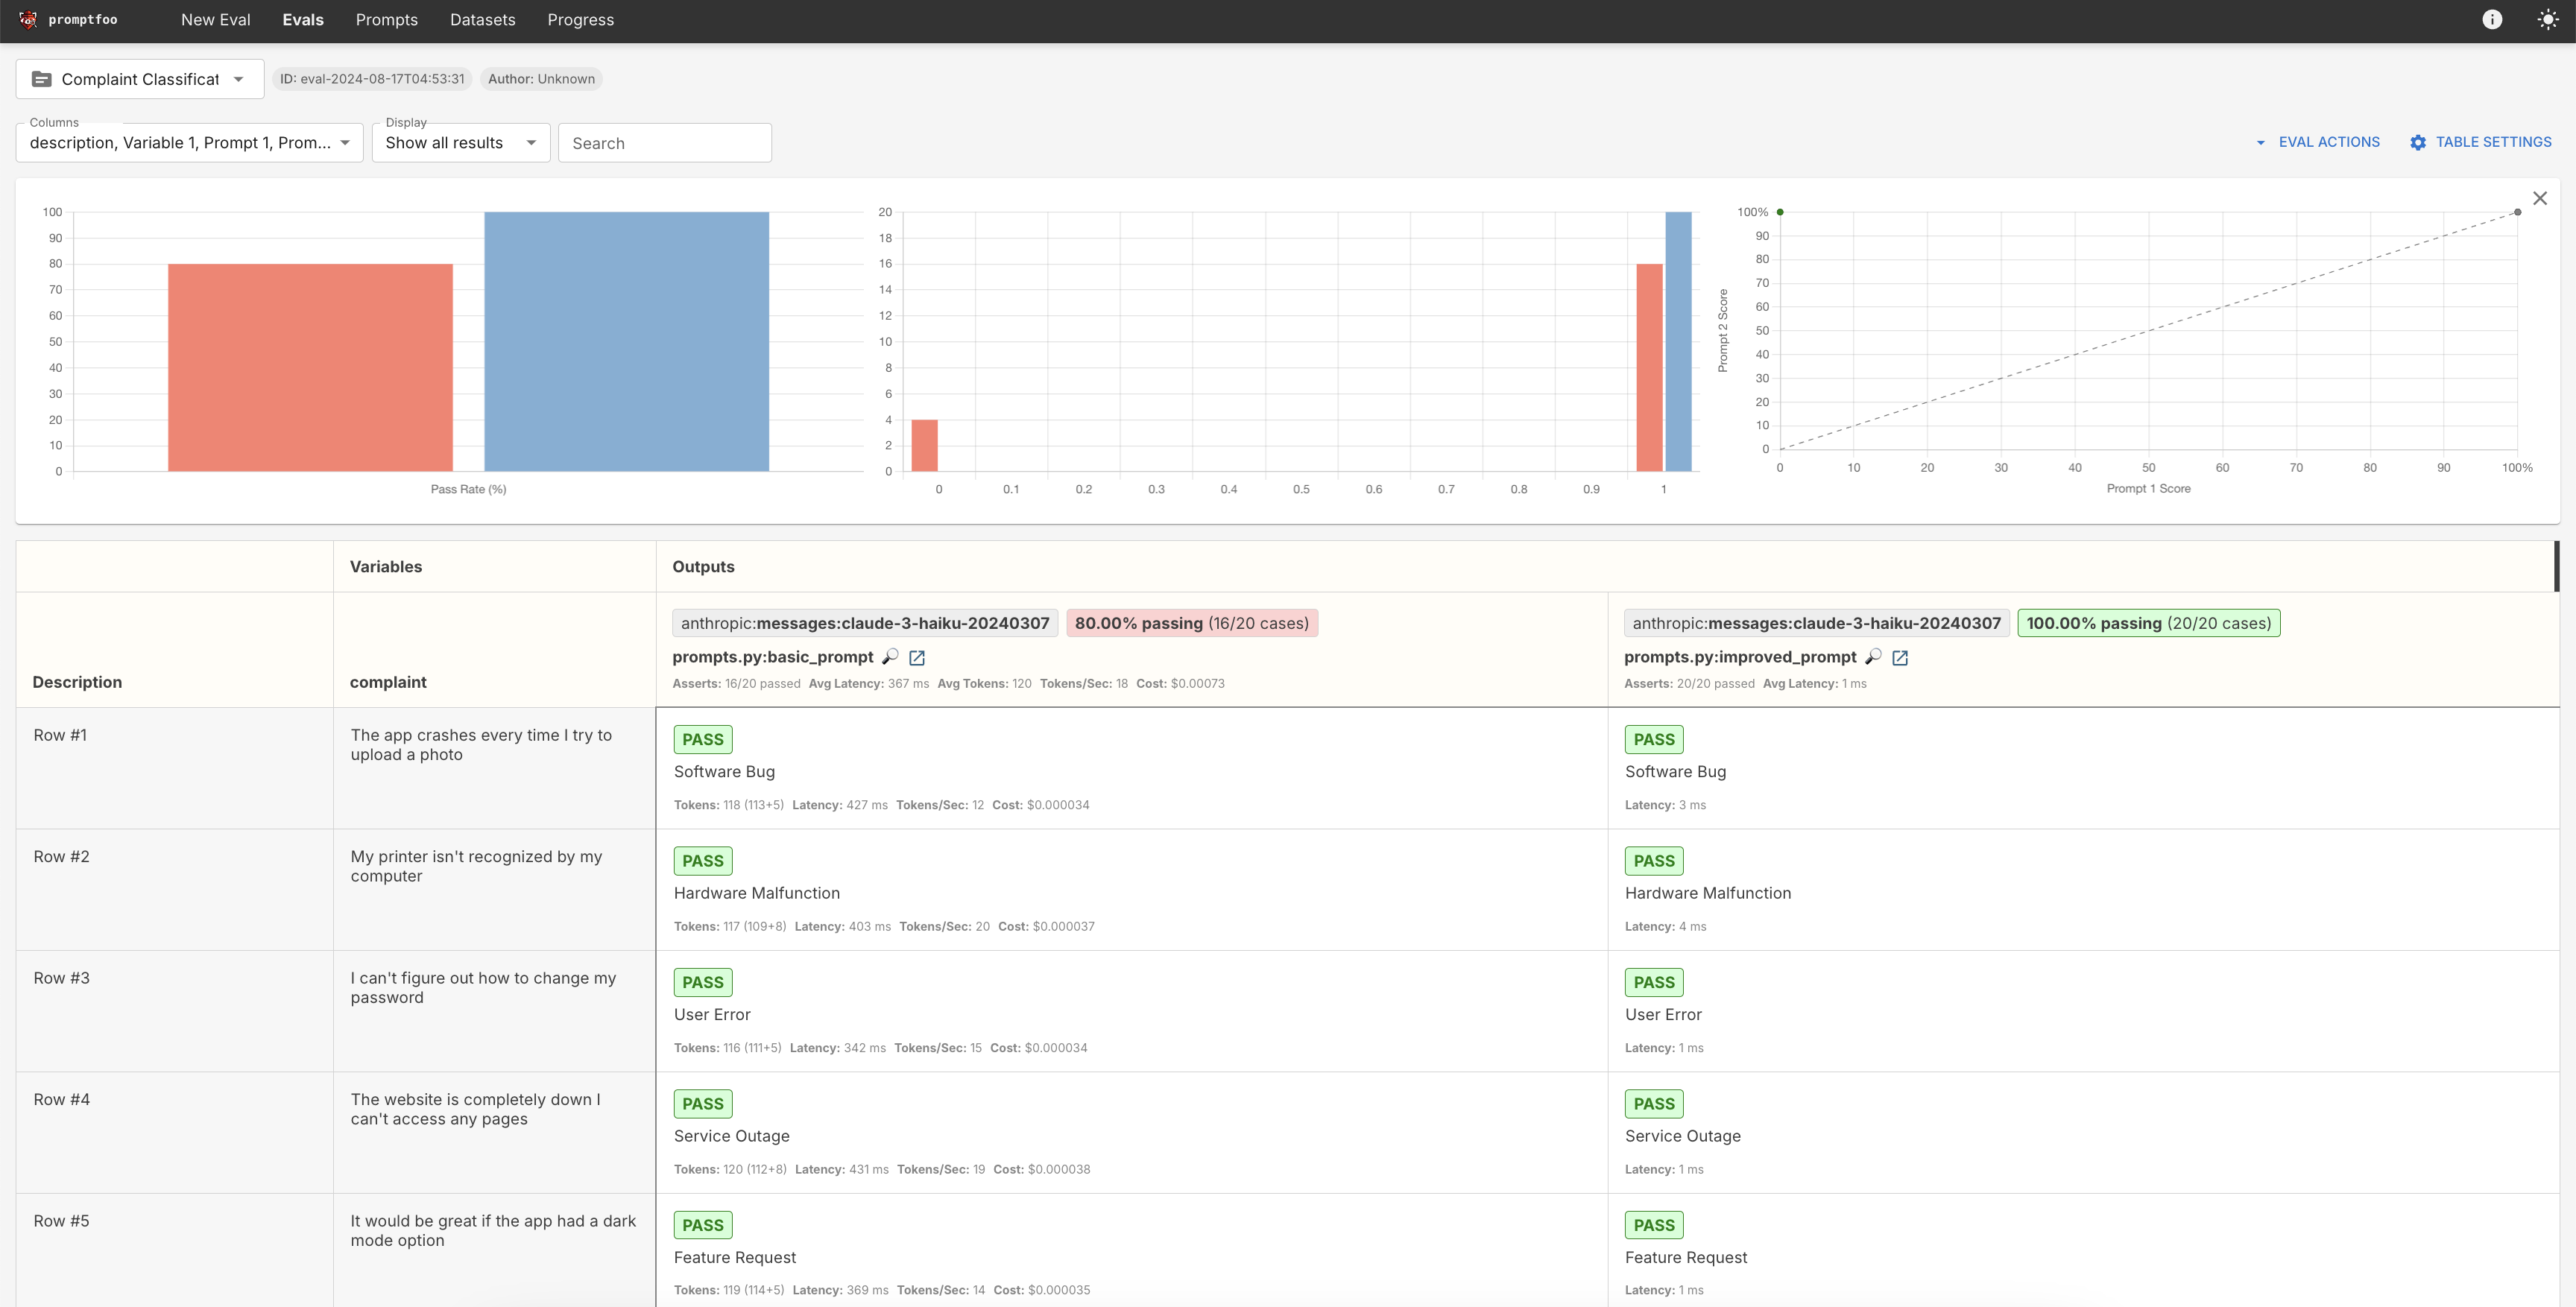 promptfoo New Eval Evals Prompts Datasets Progress
Complaint Classificat ID: eval-2024-08-17T04:53:31 Author: Unknown
Columns Display
description, Variable 1, Prompt 1, Prom... Show all results Search EVAL ACTIONS TABLE SETTINGS
100
90
80
70
60
50
40
30
20
10
0
Pass Rate (%)
20
18
16
14
12
10
8
6
4
2
0
0 0.1 0.2 0.3 0.4 0.5 0.6 0.7 0.8 0.9 1
Prompt 2 Score
100%
90
80
70
60
50
40
30
20
10
0
0 10 20 30 40 50 60 70 80 90 100%
Prompt 1 Score
Variables Outputs
Description complaint
anthropic:messages:claude-3-haiku-20240307 80.00% passing (16/20 cases)
prompts.py:basic_prompt
Asserts: 16/20 passed Avg Latency: 367 ms Avg Tokens: 120 Tokens/Sec: 18 Cost: $0.00073
anthropic:messages:claude-3-haiku-20240307 100.00% passing (20/20 cases)
prompts.py:improved_prompt
Asserts: 20/20 passed Avg Latency: 1 ms
Row #1
The app crashes every time I try to
upload a photo
PASS
Software Bug
Tokens: 118 (113+5) Latency: 427 ms Tokens/Sec: 12 Cost: $0.000034
PASS
Software Bug
Latency: 3 ms
Row #2
My printer isn't recognized by my
computer
PASS
Hardware Malfunction
Tokens: 117 (109+8) Latency: 403 ms Tokens/Sec: 20 Cost: $0.000037
PASS
Hardware Malfunction
Latency: 4 ms
Row #3
I can't figure out how to change my
password
PASS
User Error
Tokens: 116 (111+5) Latency: 342 ms Tokens/Sec: 15 Cost: $0.000034
PASS
User Error
Latency: 1 ms
Row #4
The website is completely down I
can't access any pages
PASS
Service Outage
Tokens: 120 (112+8) Latency: 431 ms Tokens/Sec: 19 Cost: $0.000038
PASS
Service Outage
Latency: 1 ms
Row #5
It would be great if the app had a dark
mode option
PASS
Feature Request
Tokens: 119 (114+5) Latency: 369 ms Tokens/Sec: 14 Cost: $0.000035
PASS
Feature Request
Latency: 1 ms